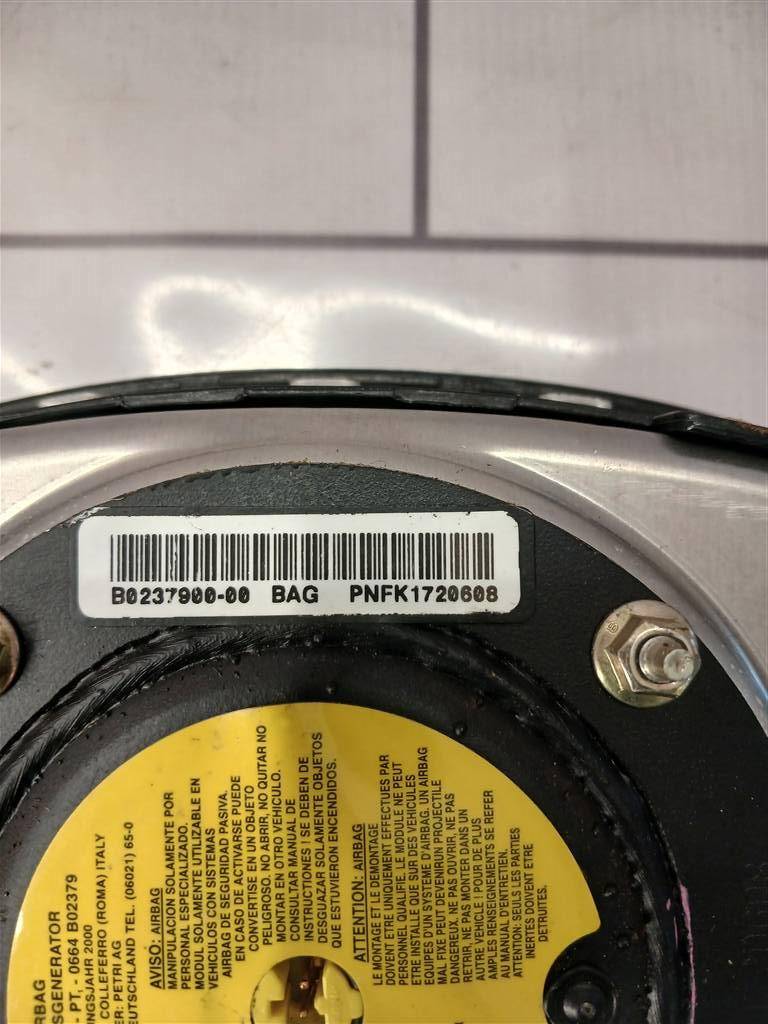 B0237900-00 BAG PNFK1720608
RBAG
SGENERATOR
- PT, - 0664 B02379
NGSJAHR 2000
COLLEFERRO (ROMA) ITALY
ER: PETRI AG
EUTSCHLAND TEL. (06021) 65-0
AVISO: AIRBAG
MANIPULACION SOLAMENTE POR
PERSONAL ESPECIALIZADO.
MODUL SOLAMENTE UTILIZABLE EN
VEHICULOS CON SISTEMAS
AIRBAG DE SEGURIDAD PASIVA.
EN CASO DE ACTIVARSE PUEDE
CONVERTIRSE EN UN OBJETO
PELIGROSO. NO ABRIR, NO QUITAR NO
MONTAR EN OTRO VEHICULO.
CONSULTAR MANUAL DE
INSTRUCCIONES ! SE DEBEN DE
DESGUAZAR SOLAMENTE OBJETOS
QUE ESTUVIERON ENCENDIDOS.
ATTENTION: AIRBAG
LE MONTAGE ET LE DEMONTAGE
DOIVENT ETRE UNIQUEMENT EFFECTUES PAR
PERSONNEL QUALIFIE. LE MODULE NE PEUT
ETRE INSTALLE QUE SUR DES VEHICULES
EQUIPES D'UN SYSTEME D'AIRBAG. UN AIRBAG
MAL FIXE PEUT DEVENIRUN PROJECTILE
DANGEREUX. NE PAS OUVRIR, NE PAS
RETRIR, NE PAS MONTER DANS UN
AUTRE VEHICULE ! POUR DE PLUS
AMPLES RENSEIGNEMENTS SE REFER
AU MANUAL D'ENTRETIEN.
ATTENTION: SEULS LES PARTIES
INERTES DOIVENT ETRE
DETRUITES.